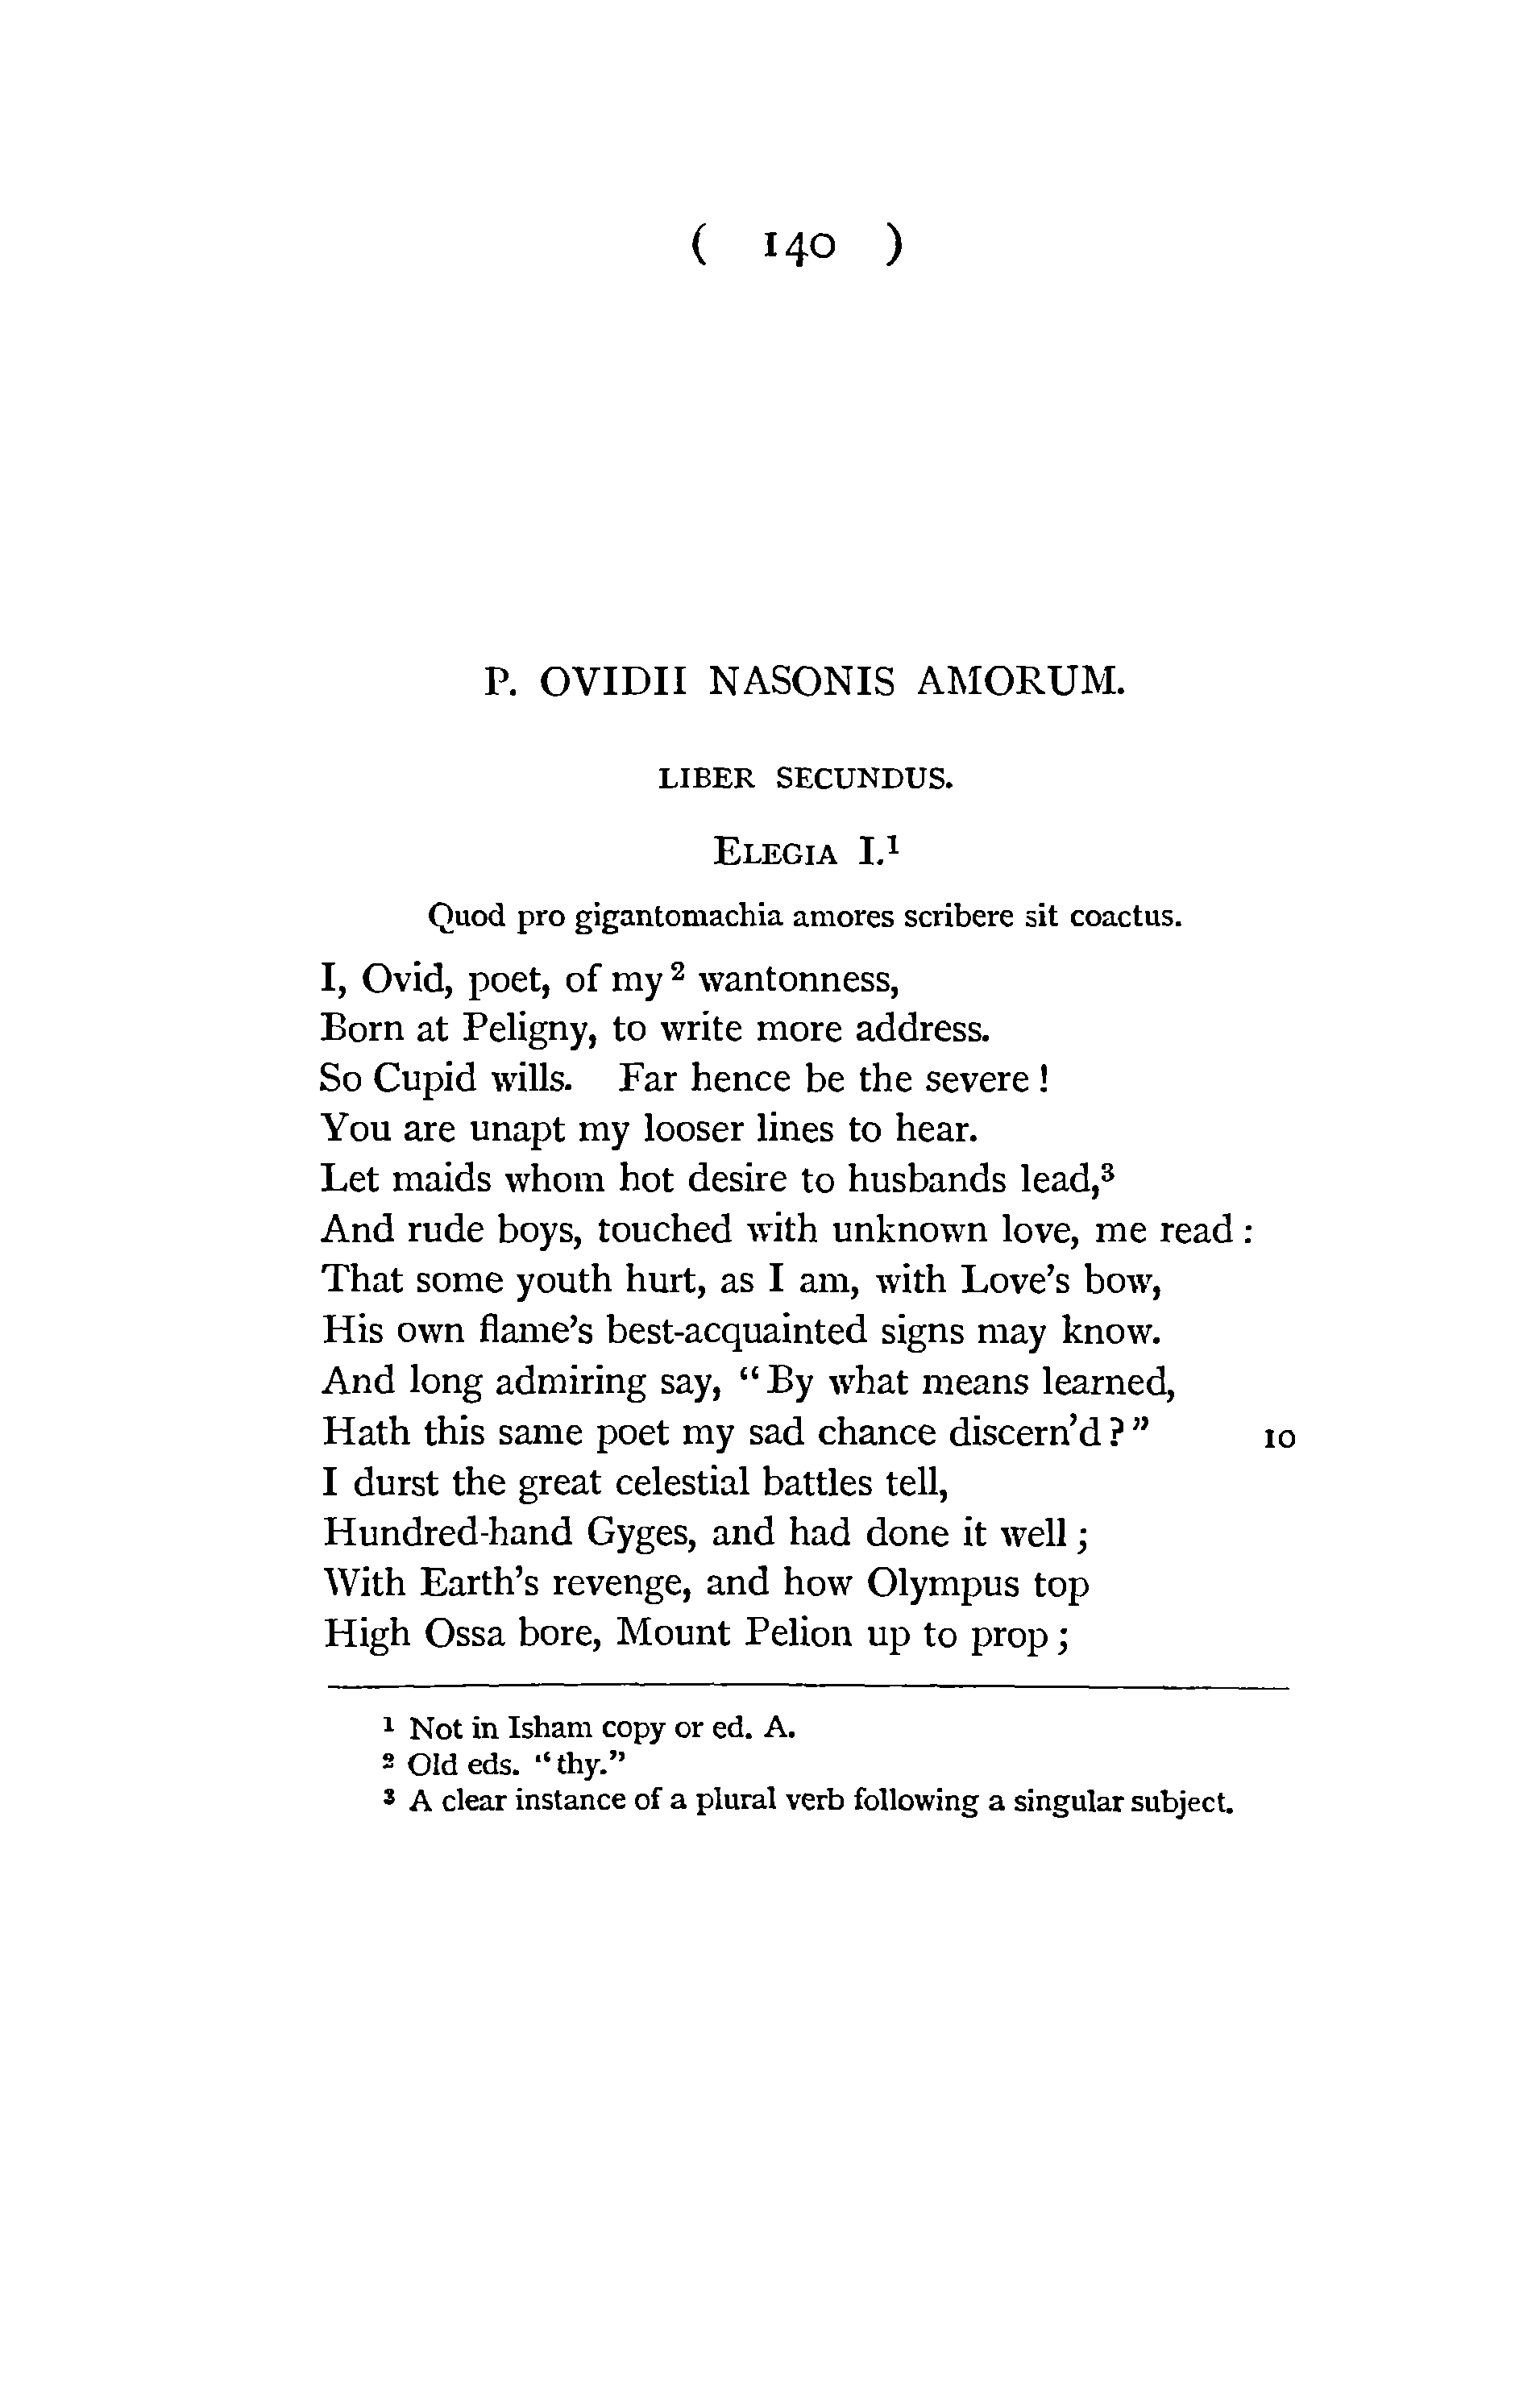 ( 140 )
P. OVIDII NASONIS AMORUM.
LIBER SECUNDUS.
ELEGIA I.¹
Quod pro gigantomachia amores scribere sit coactus.
I, Ovid, poet, of my ² wantonness,
Born at Peligny, to write more address.
So Cupid wills. Far hence be the severe !
You are unapt my looser lines to hear.
Let maids whom hot desire to husbands lead,³
And rude boys, touched with unknown love, me read :
That some youth hurt, as I am, with Love's bow,
His own flame's best-acquainted signs may know.
And long admiring say, “ By what means learned,
Hath this same poet my sad chance discern'd ? ” 10
I durst the great celestial battles tell,
Hundred-hand Gyges, and had done it well ;
With Earth's revenge, and how Olympus top
High Ossa bore, Mount Pelion up to prop ;
¹ Not in Isham copy or ed. A.
² Old eds. “ thy.”
³ A clear instance of a plural verb following a singular subject.